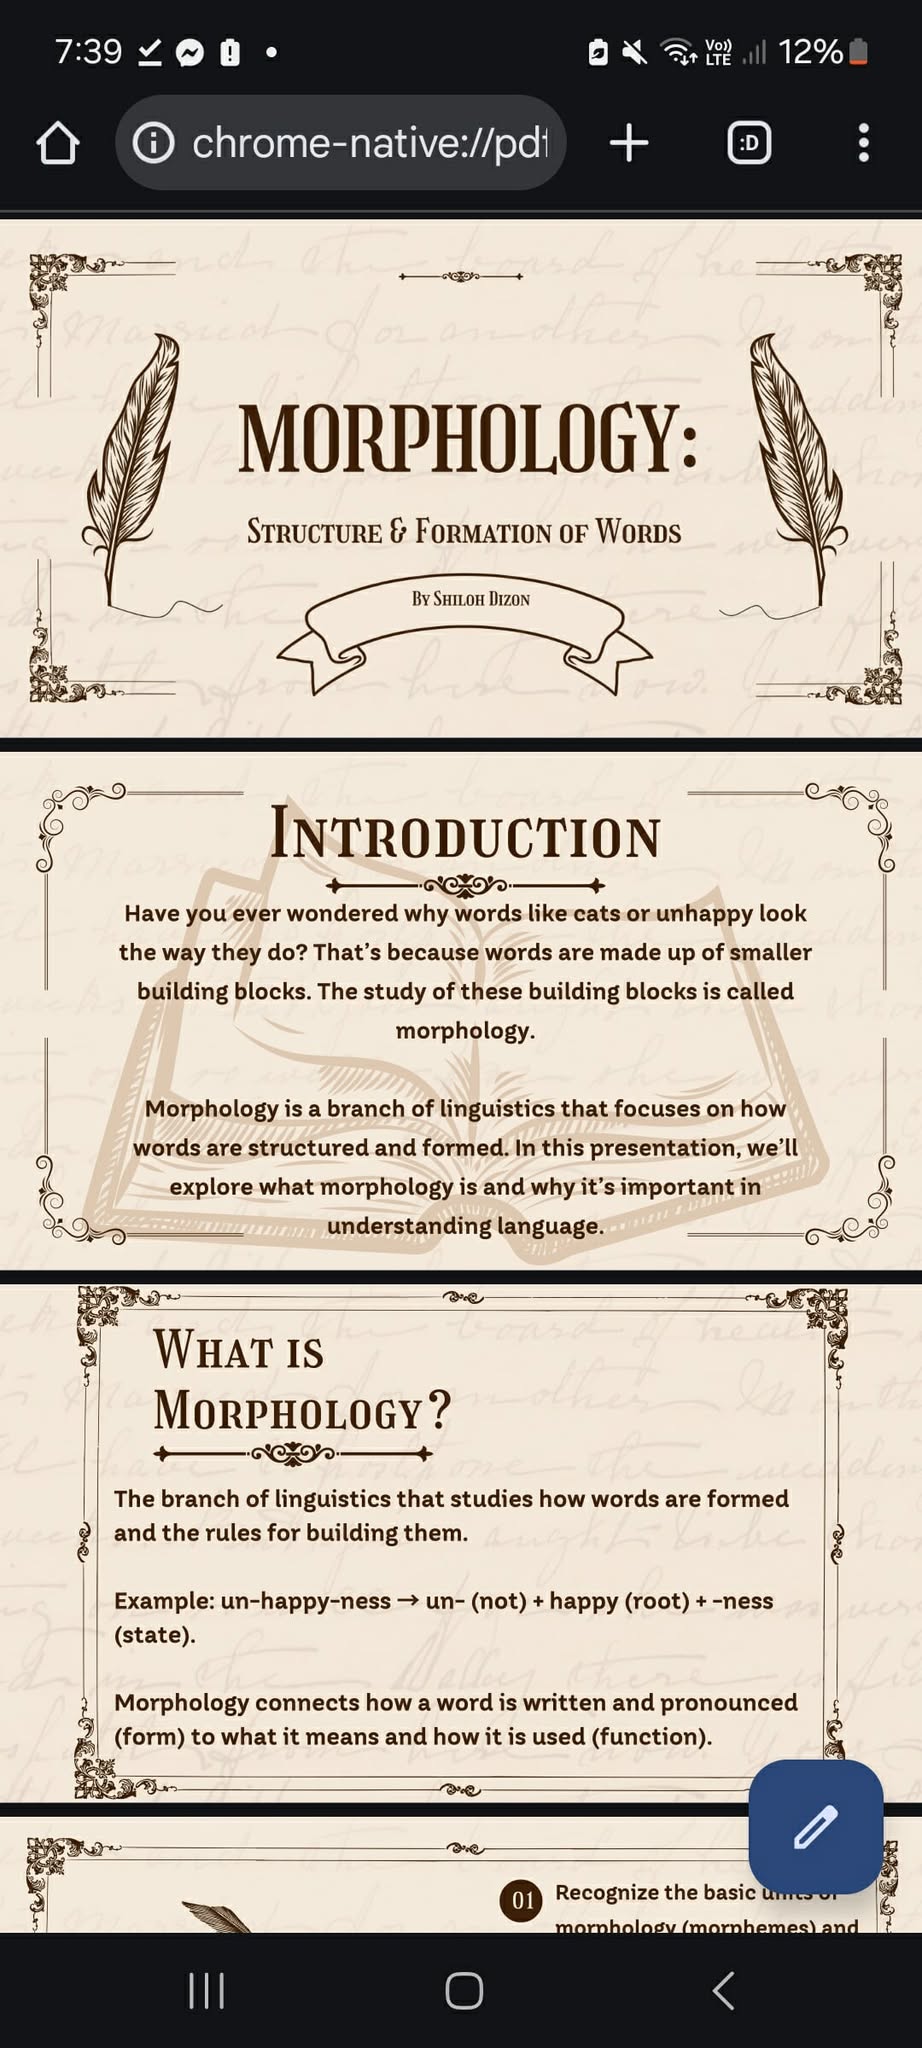 7:39
Vo))
LTE
12%
chrome-native://pdf
:D
MORPHOLOGY:
STRUCTURE & FORMATION OF WORDS
BY SHILOH DIZON
INTRODUCTION
Have you ever wondered why words like cats or unhappy look
the way they do? That’s because words are made up of smaller
building blocks. The study of these building blocks is called
morphology.
Morphology is a branch of linguistics that focuses on how
words are structured and formed. In this presentation, we’ll
explore what morphology is and why it’s important in
understanding language.
WHAT IS
MORPHOLOGY?
The branch of linguistics that studies how words are formed
and the rules for building them.
Example: un-happy-ness → un- (not) + happy (root) + -ness
(state).
Morphology connects how a word is written and pronounced
(form) to what it means and how it is used (function).
01
Recognize the basic units of
morphology (morphemes) and